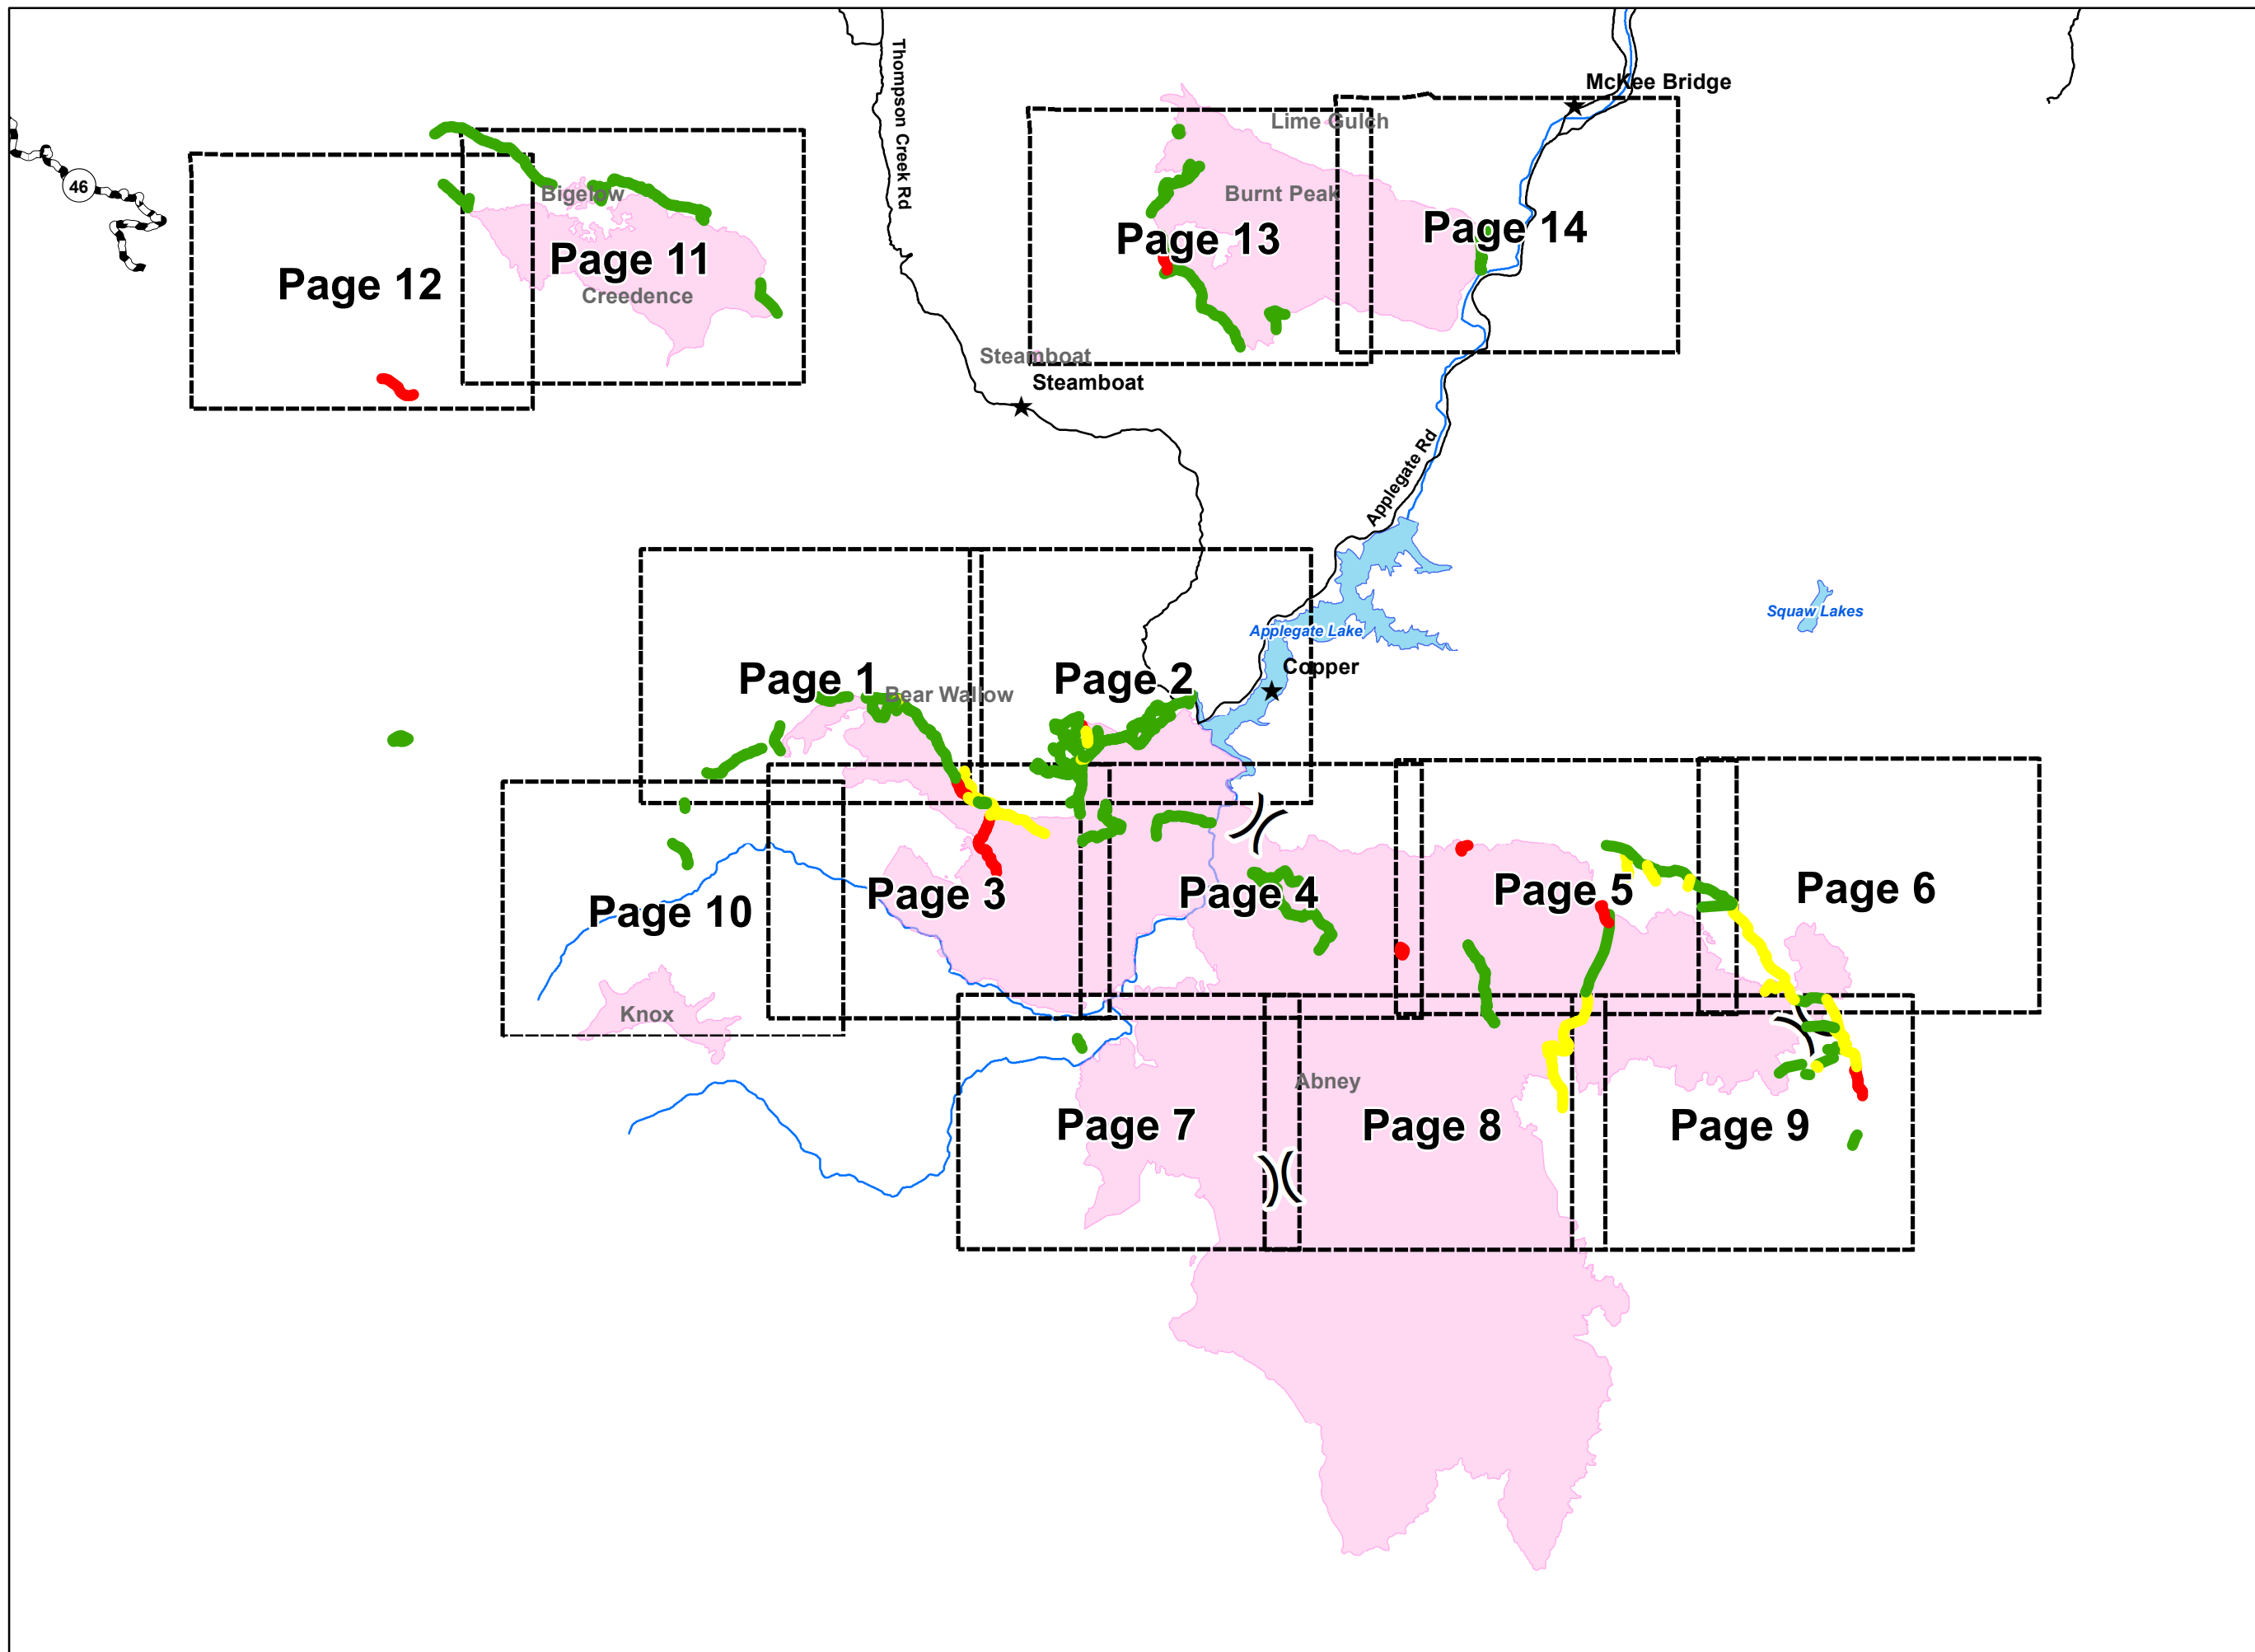 Thompson Creek Rd
McKee Bridge
Lime Gulch
46
Bigelow
Burnt Peak
Page 14
Page 13
Page 11
Page 12
Creedence
Steamboat
Steamboat
Applegate Rd
Squaw Lakes
Applegate Lake
Copper
Page 1
Page 2
Bear Wallow
Page 6
Page 5
Page 4
Page 3
Page 10
Knox
Abney
Page 7
Page 8
Page 9